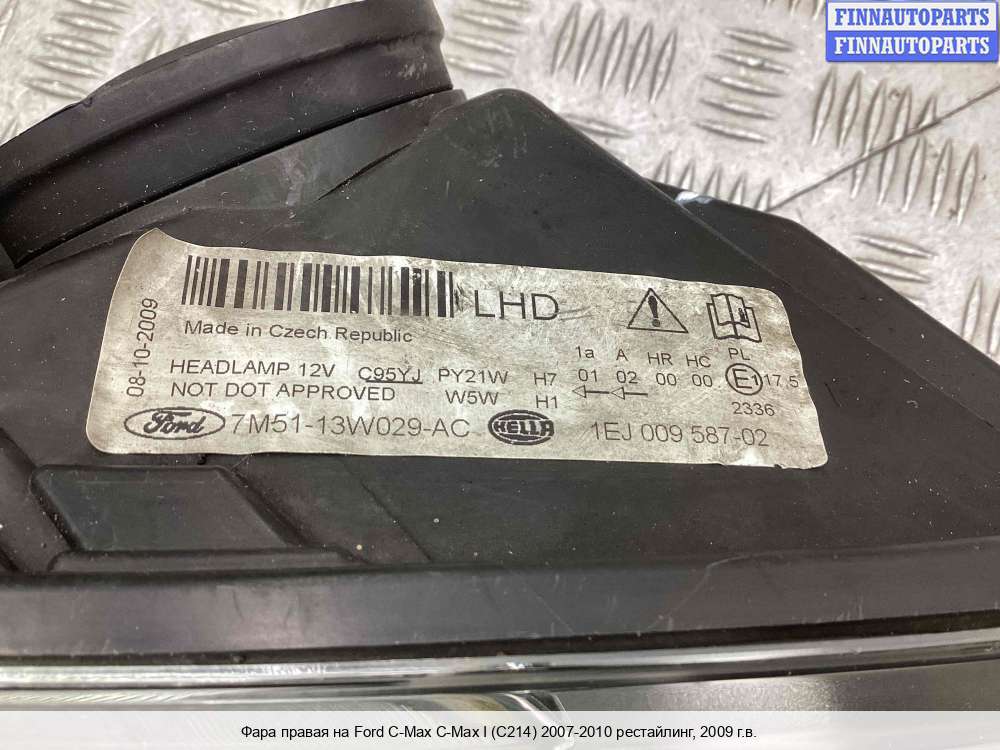 FINNAUTOPARTS
FINNAUTOPARTS
08-10-2009
LHD
Made in Czech Republic
1a A HR HC PL
HEADLAMP 12V C95YJ PY21W H7 01 02 00 00 E1 17,5
NOT DOT APPROVED W5W H1 2336
Ford 7M51-13W029-AC HELLA 1EJ 009 587-02
Фара правая на Ford C-Max C-Max I (C214) 2007-2010 рестайлинг, 2009 г.в.